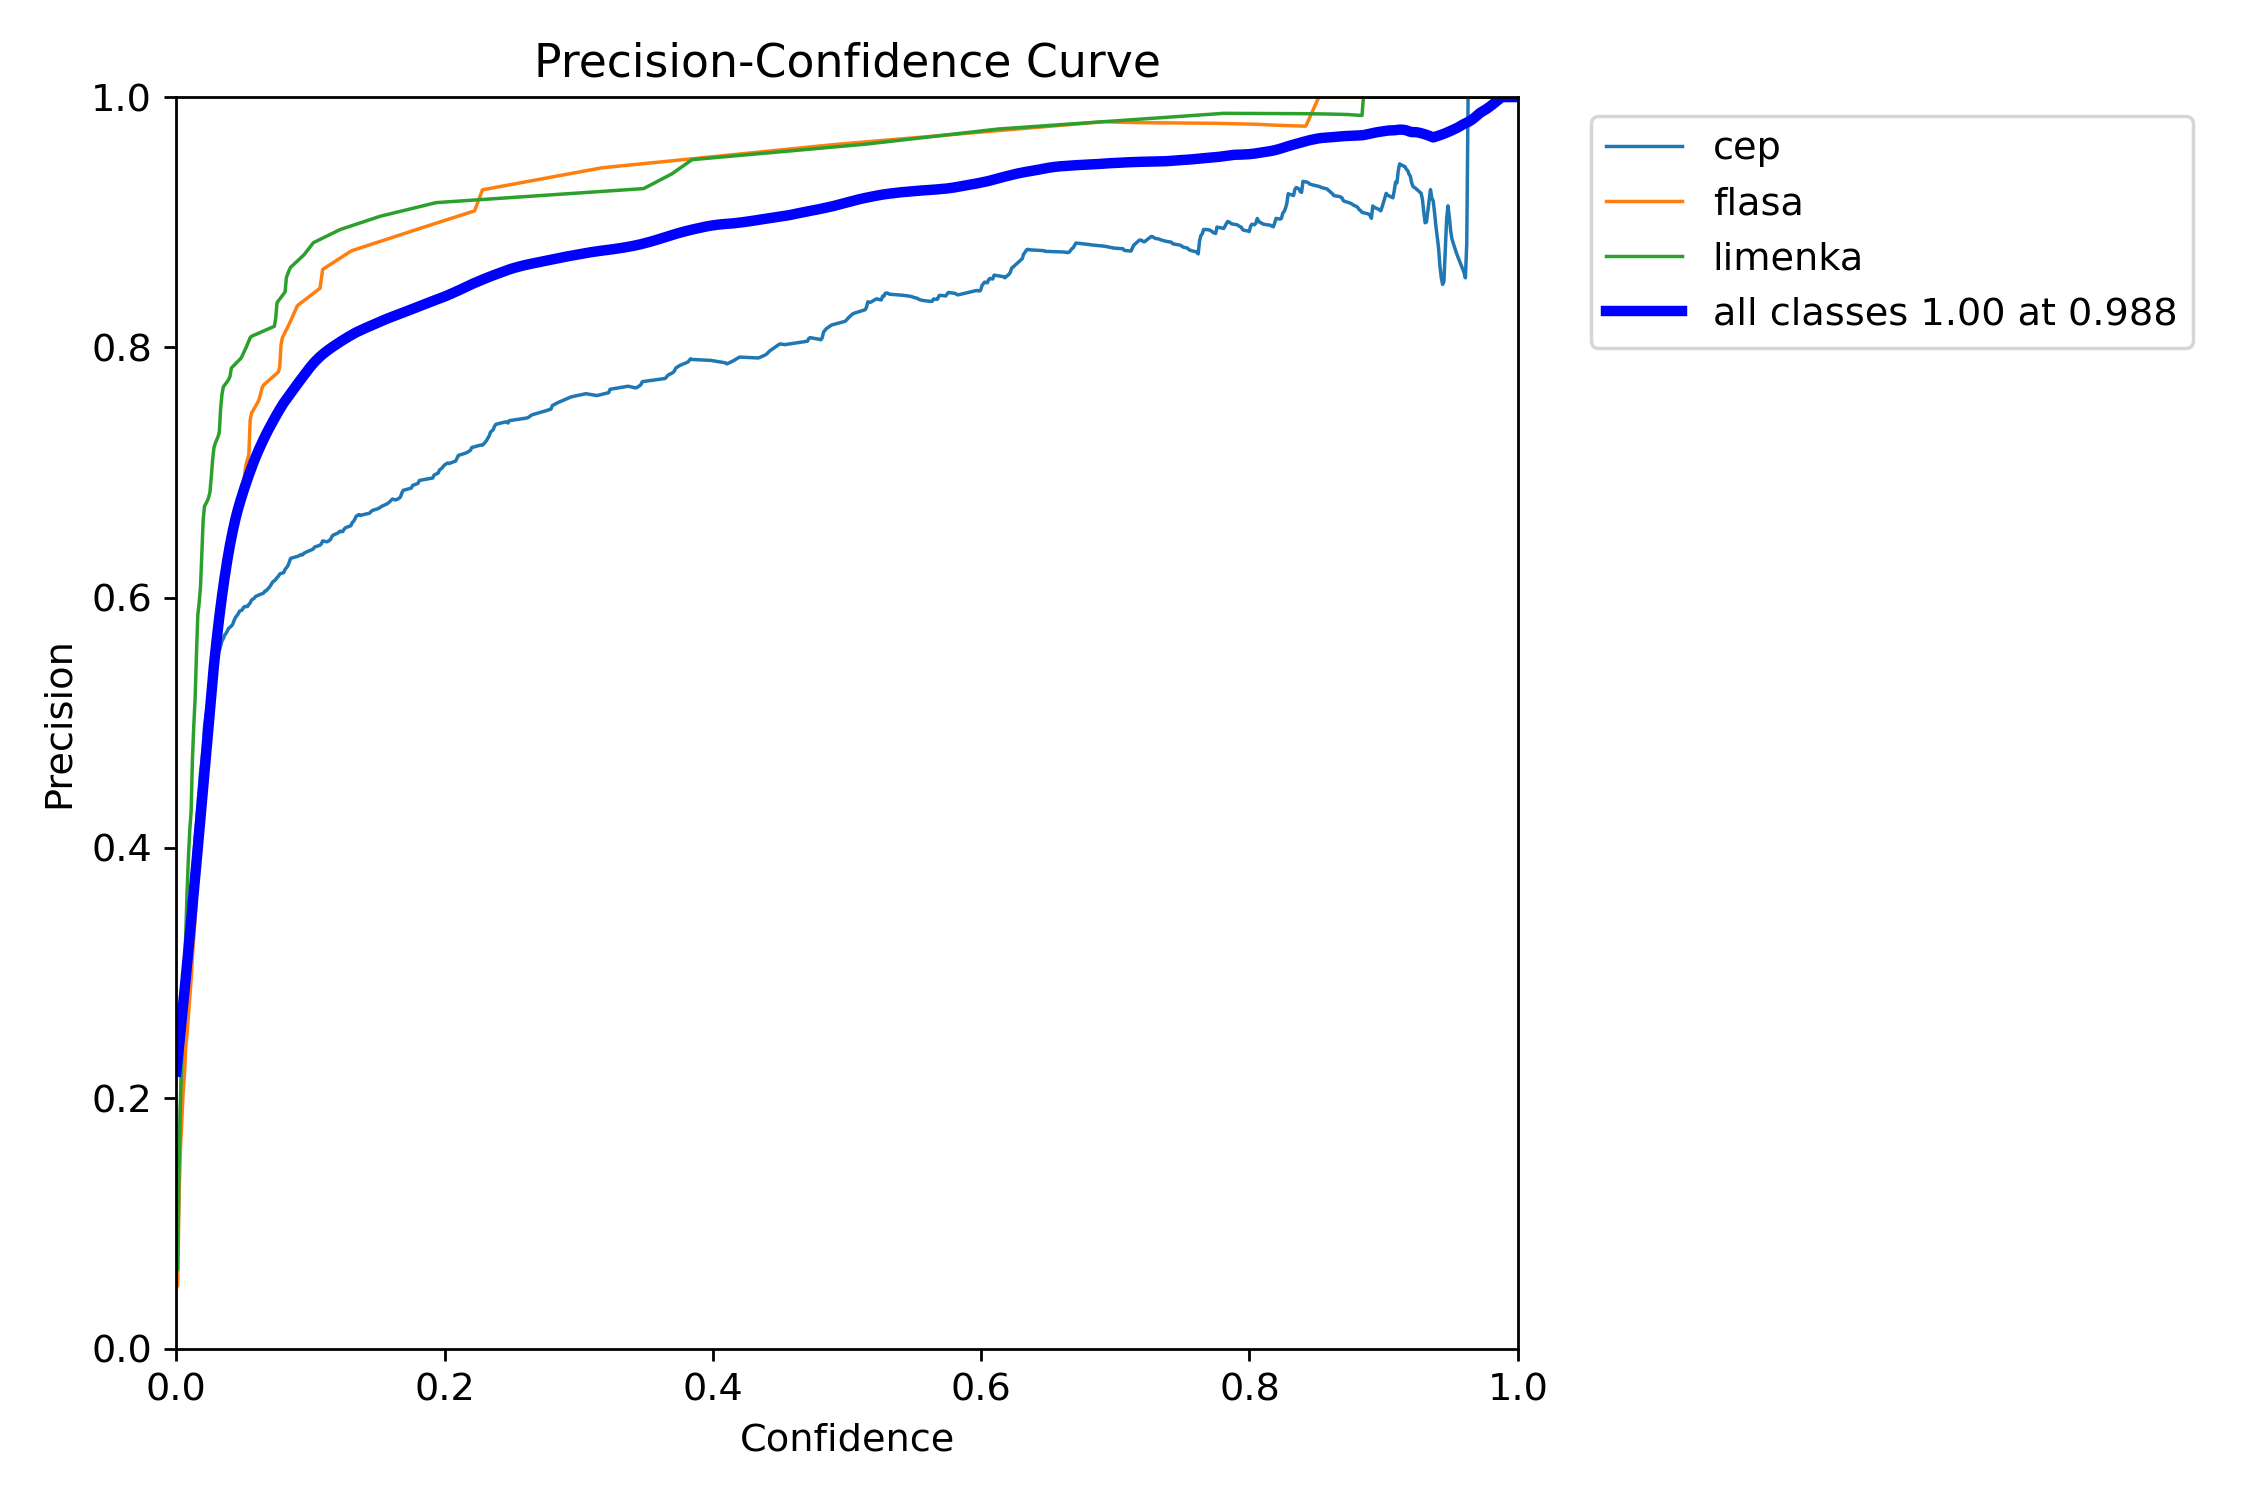 Precision-Confidence Curve
1.0
0.8
0.6
0.4
0.2
0.0
Precision
0.0 0.2 0.4 0.6 0.8 1.0
Confidence
cep
flasa
limenka
all classes 1.00 at 0.988